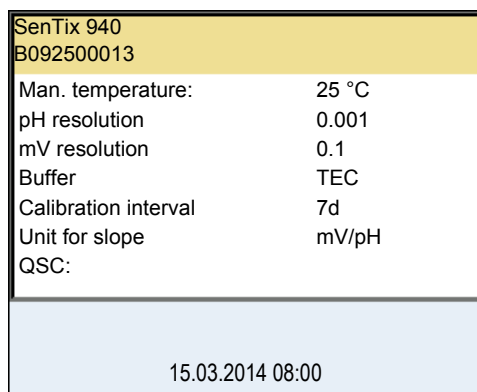 SenTix 940
B092500013
Man. temperature: 25 °C
pH resolution 0.001
mV resolution 0.1
Buffer TEC
Calibration interval 7d
Unit for slope mV/pH
QSC:
15.03.2014 08:00